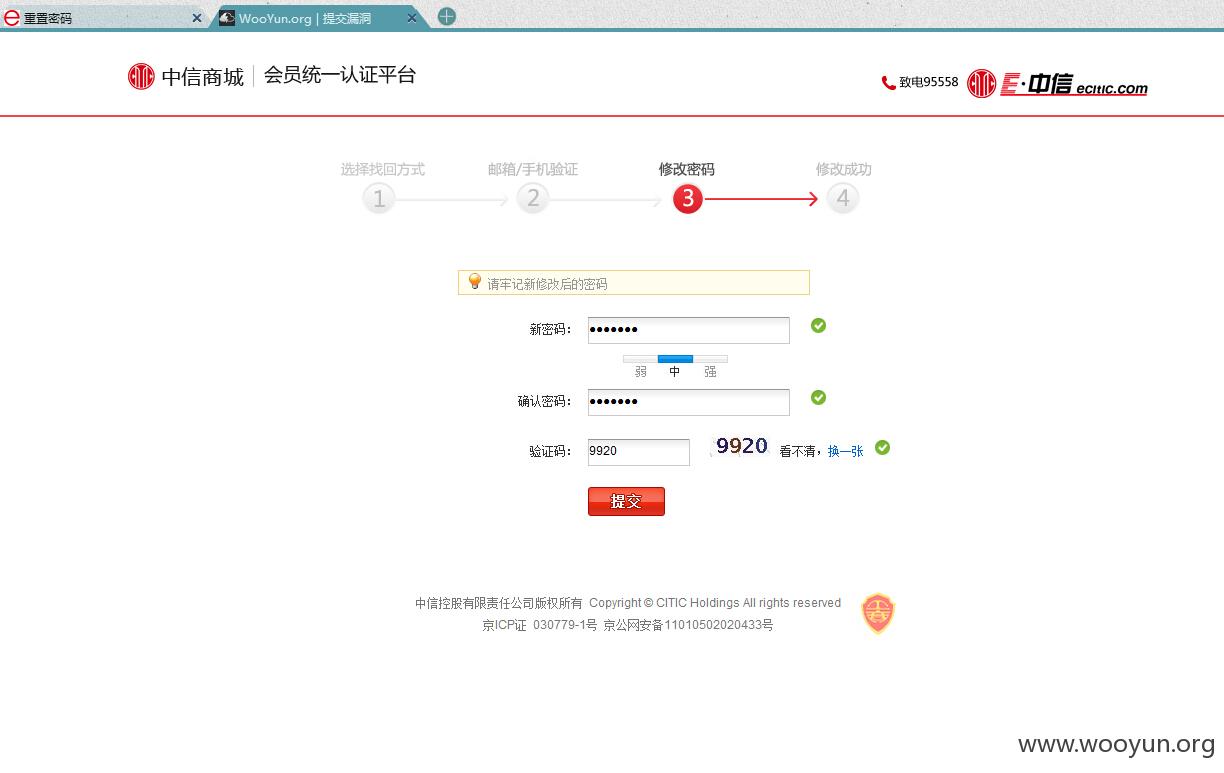 重置密码
WooYun.org | 提交漏洞
中信商城 会员统一认证平台
致电95558 E·中信 ecitic.com
选择找回方式 邮箱/手机验证 修改密码 修改成功
1 2 3 4
请牢记新修改后的密码
新密码: •••••••
弱 中 强
确认密码: •••••••
验证码: 9920 9920 看不清,换一张
提交
中信控股有限责任公司版权所有 Copyright © CITIC Holdings All rights reserved
京ICP证 030779-1号 京公网安备11010502020433号
www.wooyun.org